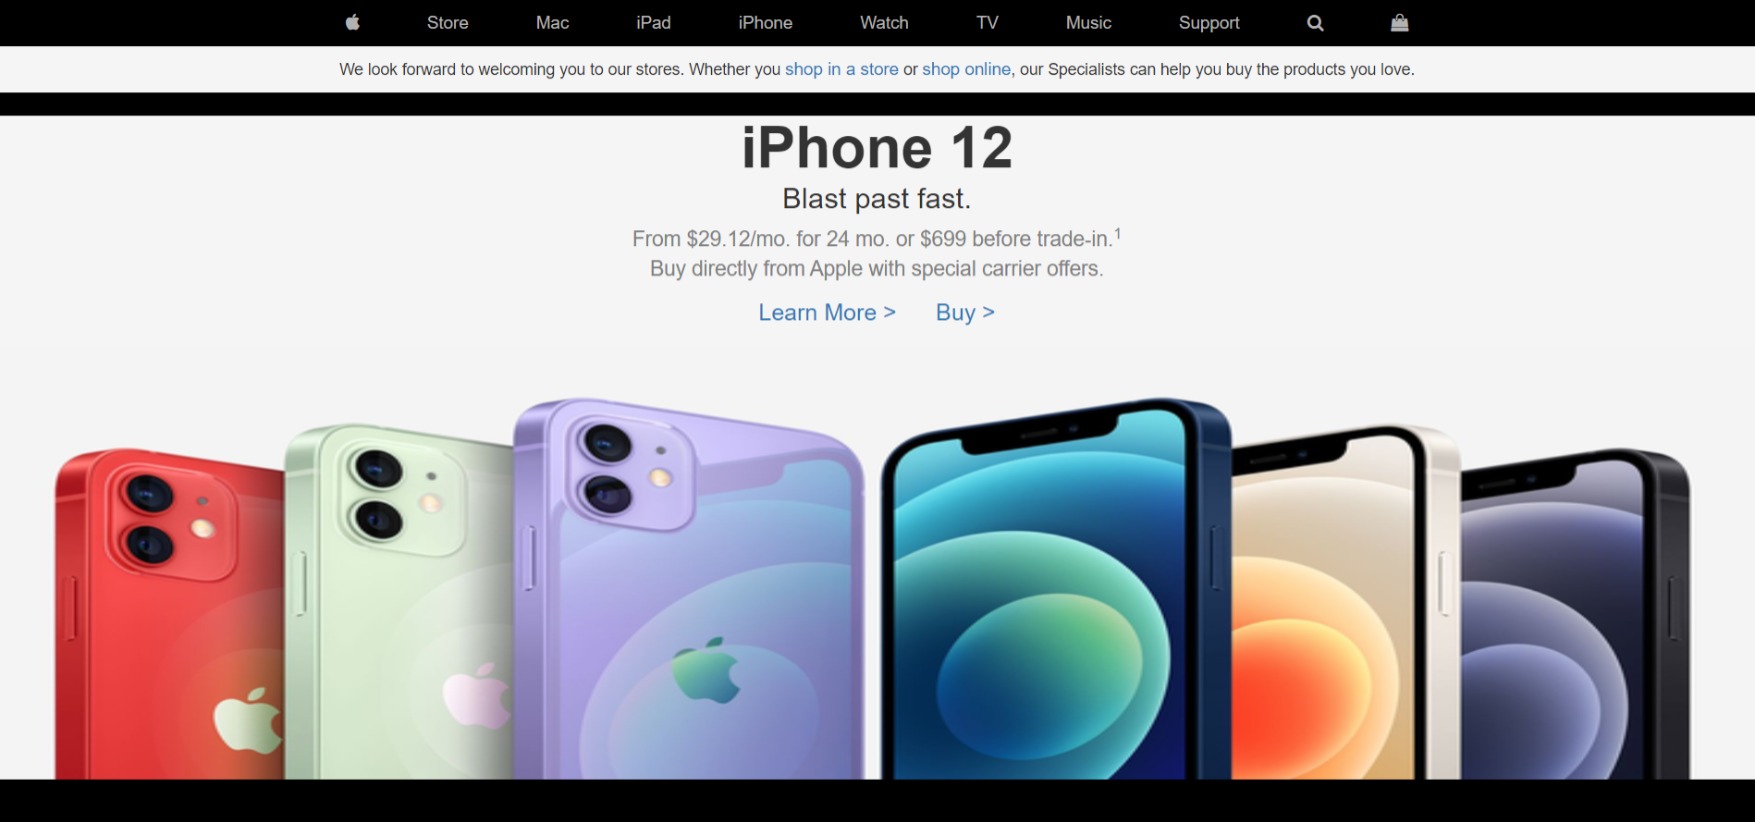 Store Mac iPad iPhone Watch TV Music Support
We look forward to welcoming you to our stores. Whether you shop in a store or shop online, our Specialists can help you buy the products you love.
iPhone 12
Blast past fast.
From $29.12/mo. for 24 mo. or $699 before trade-in.¹
Buy directly from Apple with special carrier offers.
Learn More > Buy >